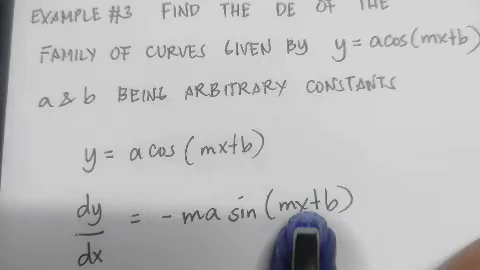 EXAMPLE #3 FIND THE DE OF THE
FAMILY OF CURVES GIVEN BY y = acos(mx+b)
a & b BEING ARBITRARY CONSTANTS
y = a cos (mx+b)
dy/dx = - ma sin (mx+b)